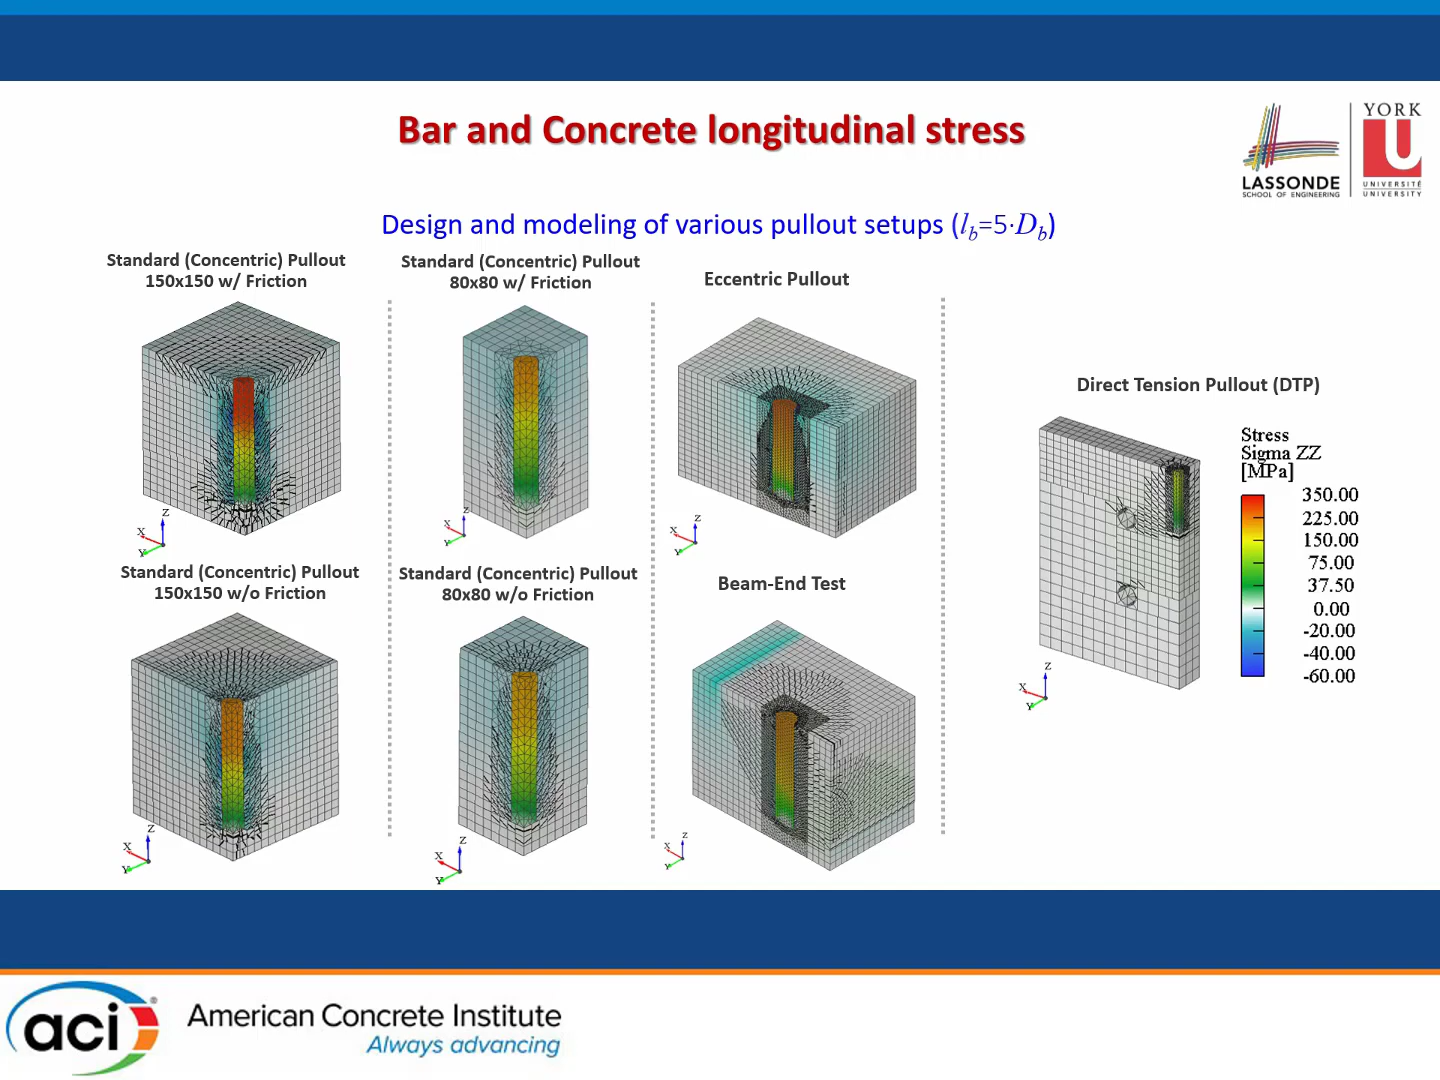 Bar and Concrete longitudinal stress
LASSONDE
SCHOOL OF ENGINEERING
YORK
U
UNIVERSITÉ
UNIVERSITY
Design and modeling of various pullout setups (l_b=5·D_b)
Standard (Concentric) Pullout
150x150 w/ Friction
Standard (Concentric) Pullout
80x80 w/ Friction
Eccentric Pullout
Direct Tension Pullout (DTP)
Stress
Sigma ZZ
[MPa]
350.00
225.00
150.00
75.00
37.50
0.00
-20.00
-40.00
-60.00
Z
X
Y
Z
X
Y
Z
X
Y
Standard (Concentric) Pullout
150x150 w/o Friction
Standard (Concentric) Pullout
80x80 w/o Friction
Beam-End Test
Z
X
Y
Z
X
Y
Z
X
Y
Z
X
Y
aci
®
American Concrete Institute
Always advancing